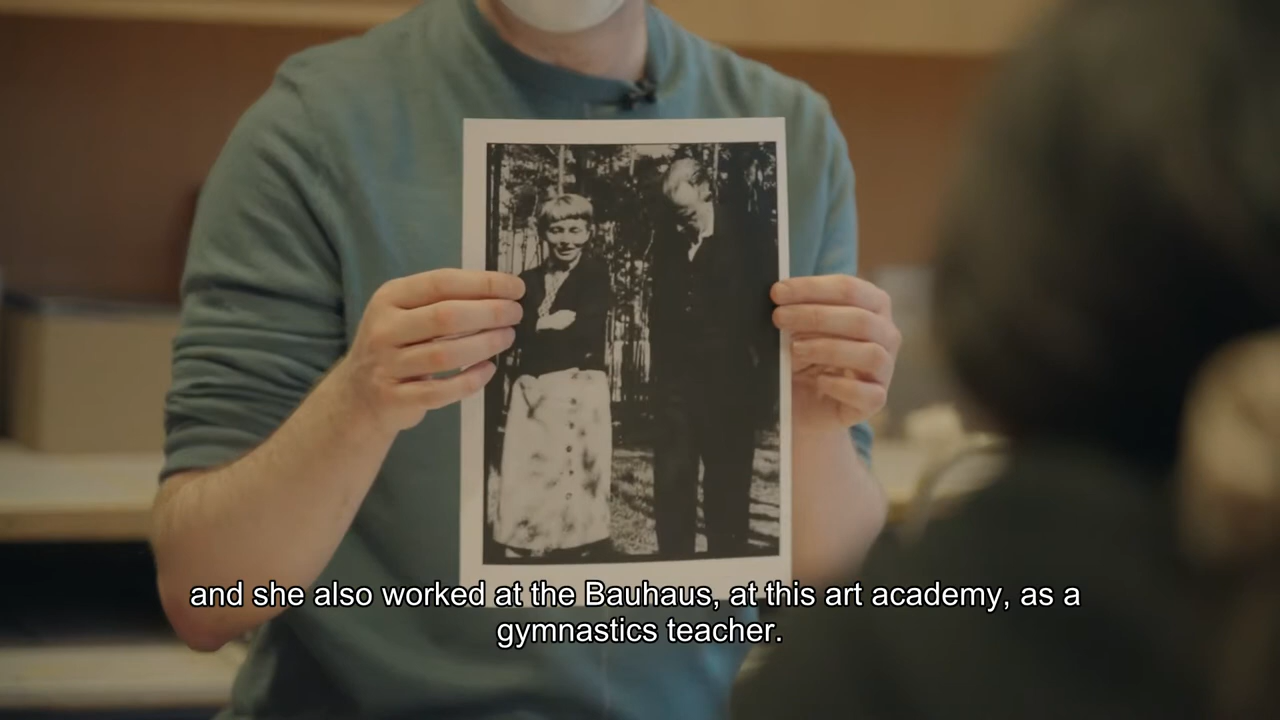 and she also worked at the Bauhaus, at this art academy, as a
gymnastics teacher.